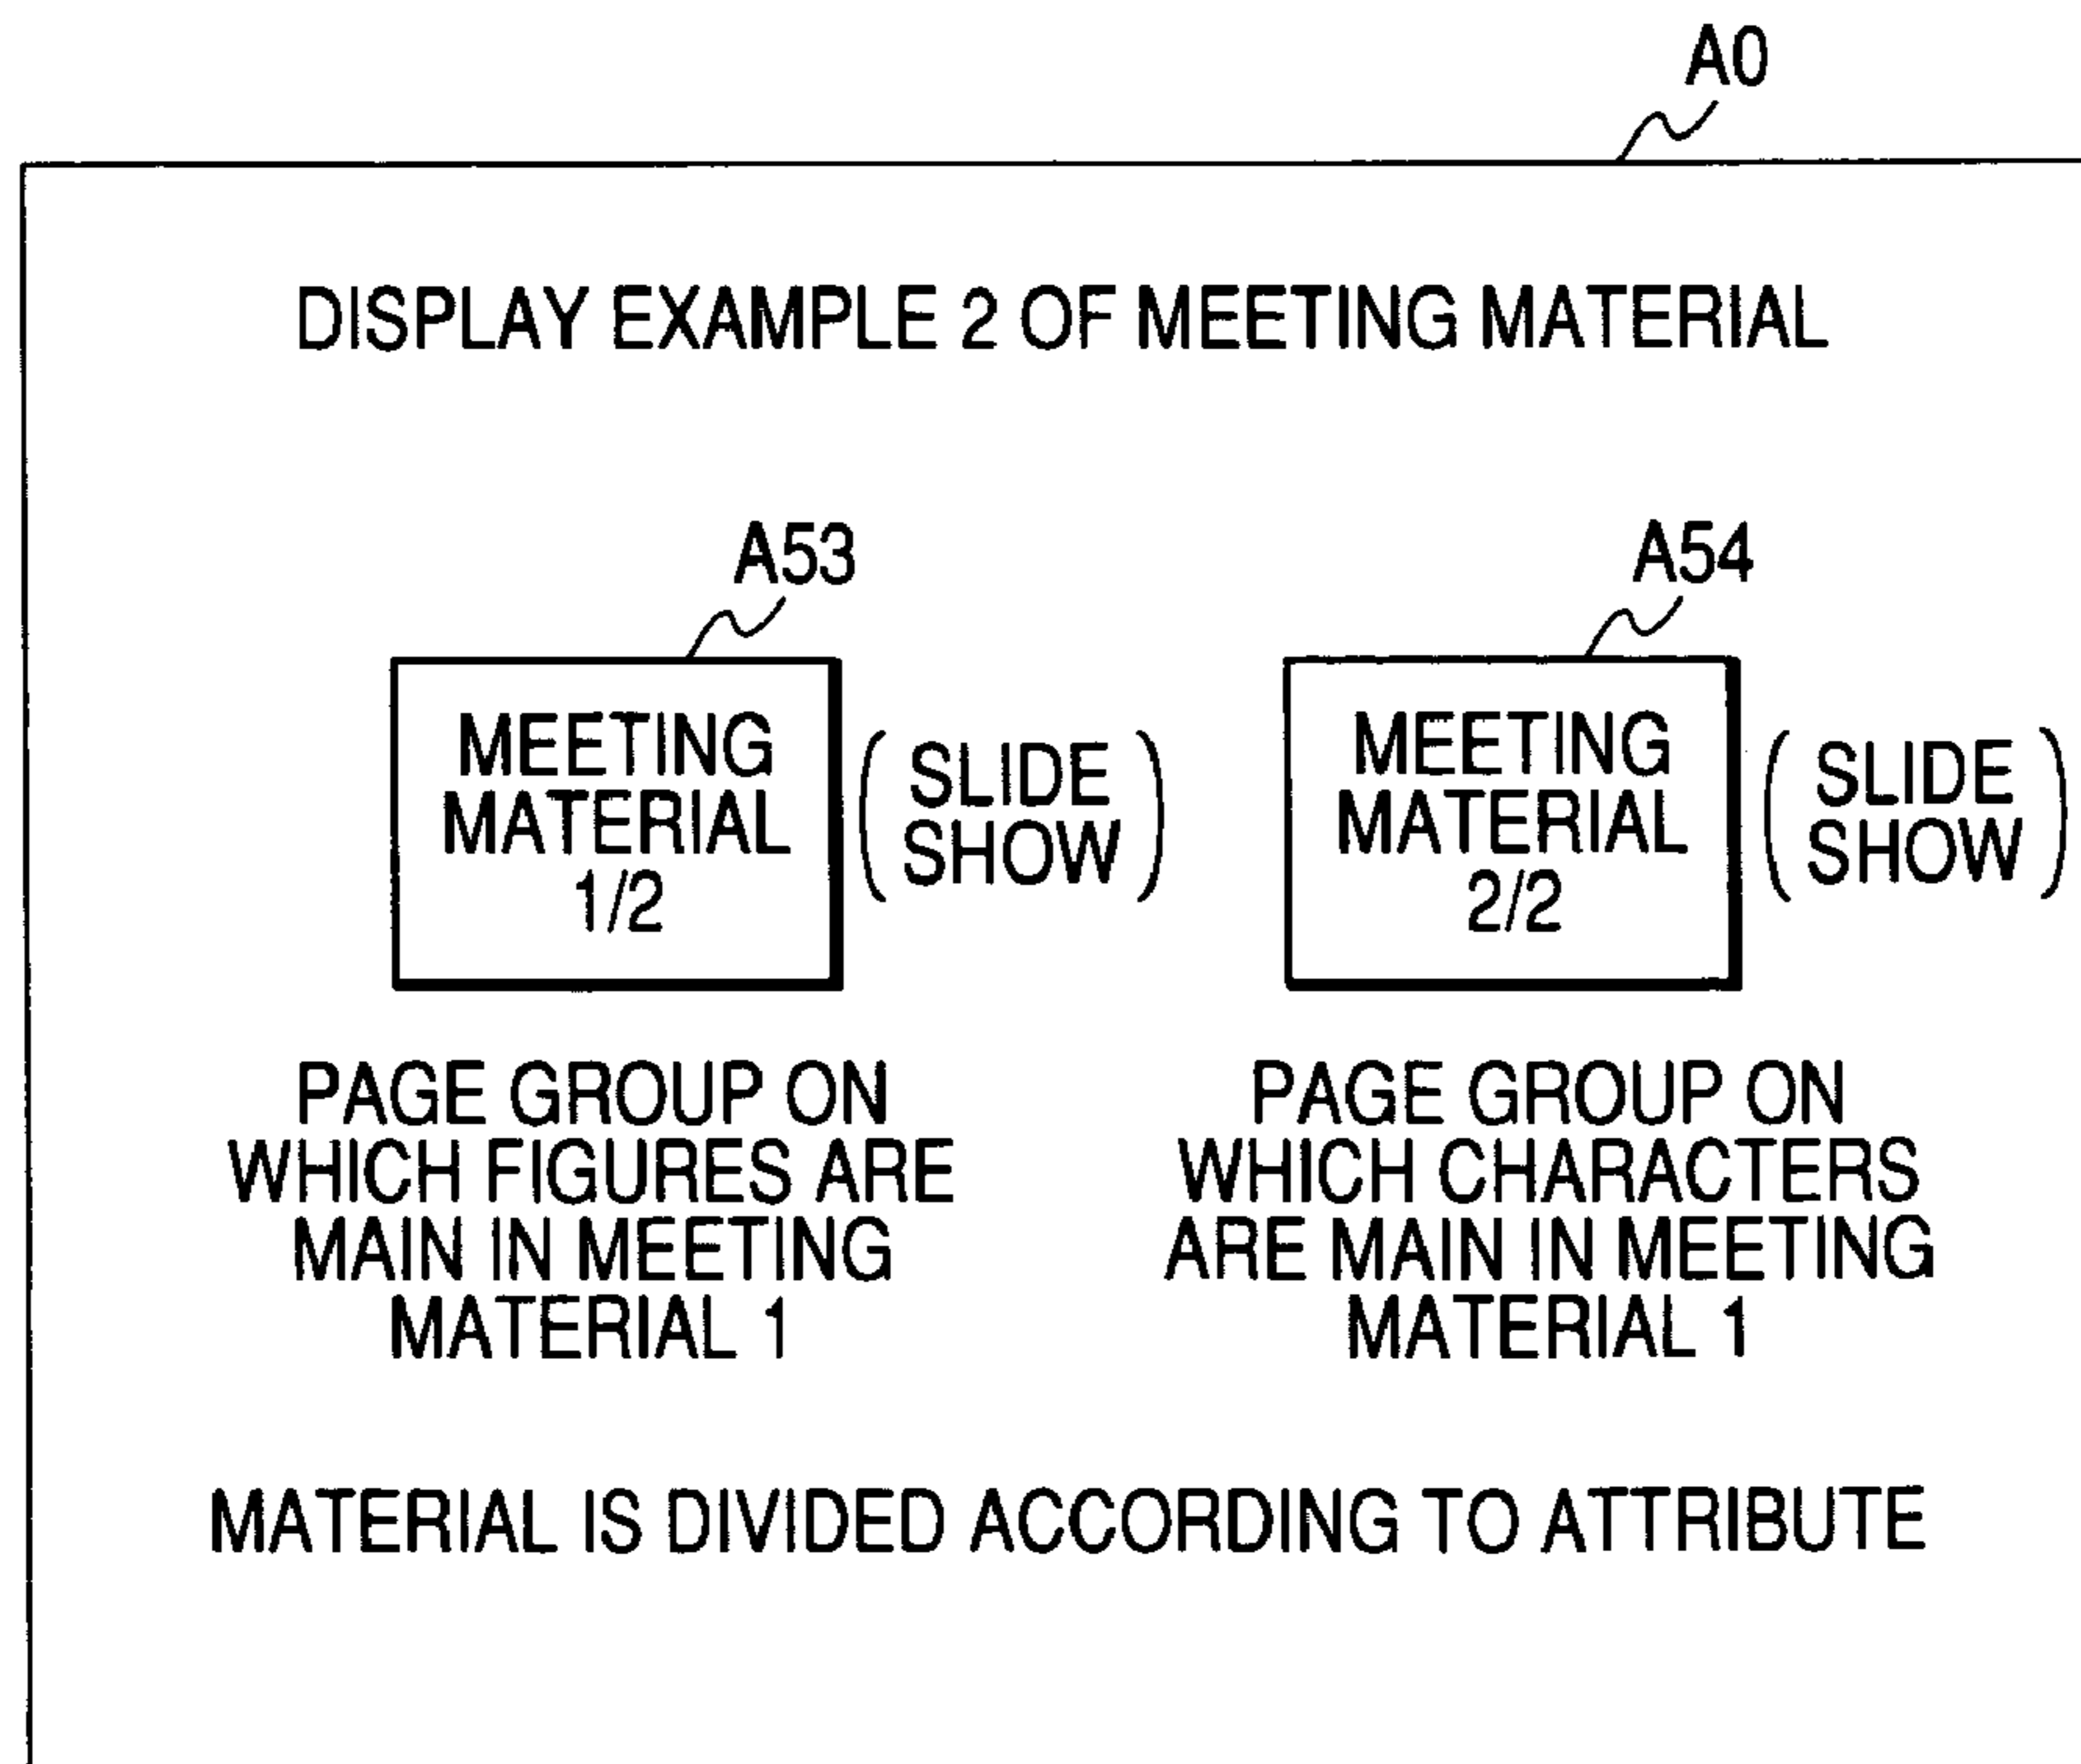 A0
DISPLAY EXAMPLE 2 OF MEETING MATERIAL
A53
MEETING
MATERIAL
1/2
(SLIDE
SHOW)
PAGE GROUP ON
WHICH FIGURES ARE
MAIN IN MEETING
MATERIAL 1
A54
MEETING
MATERIAL
2/2
(SLIDE
SHOW)
PAGE GROUP ON
WHICH CHARACTERS
ARE MAIN IN MEETING
MATERIAL 1
MATERIAL IS DIVIDED ACCORDING TO ATTRIBUTE